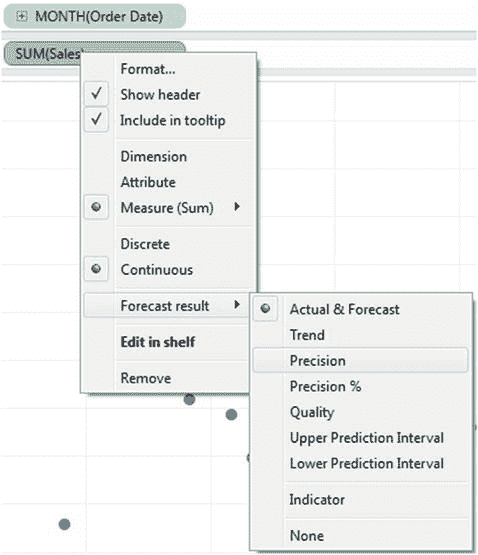 MONTH(Order Date)
SUM(Sales)
Format...
Show header
Include in tooltip
Dimension
Attribute
Measure (Sum)
Discrete
Continuous
Forecast result
Edit in shelf
Remove
Actual & Forecast
Trend
Precision
Precision %
Quality
Upper Prediction Interval
Lower Prediction Interval
Indicator
None